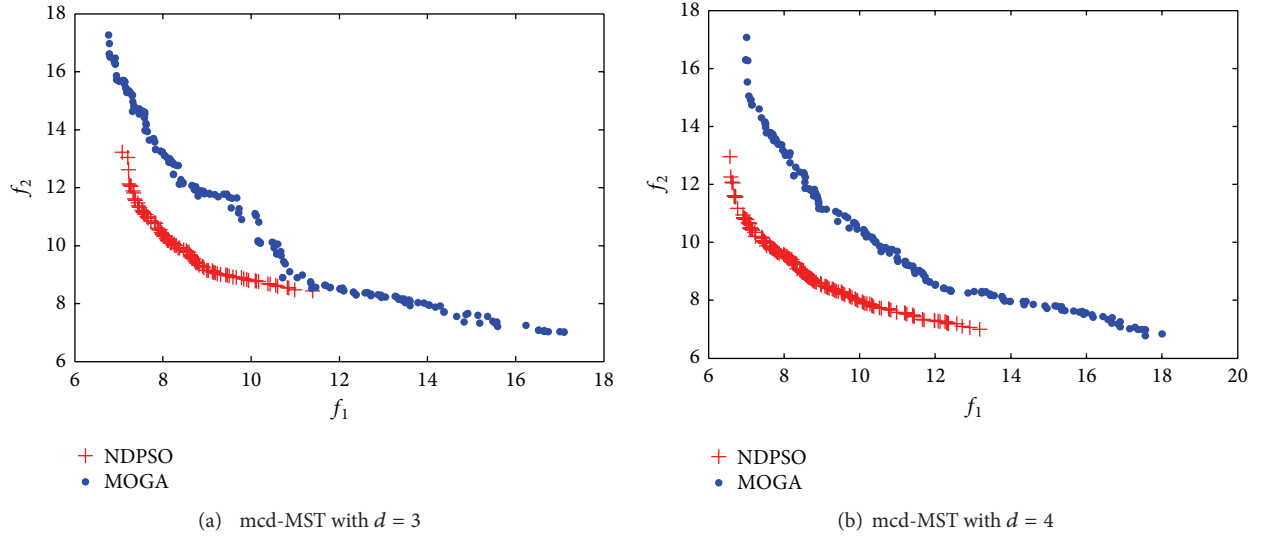 18
16
14
12
10
8
6
f₂
6 8 10 12 14 16 18
f₁
NDPSO
MOGA
(a) mcd-MST with d = 3
18
16
14
12
10
8
6
f₂
6 8 10 12 14 16 18 20
f₁
NDPSO
MOGA
(b) mcd-MST with d = 4